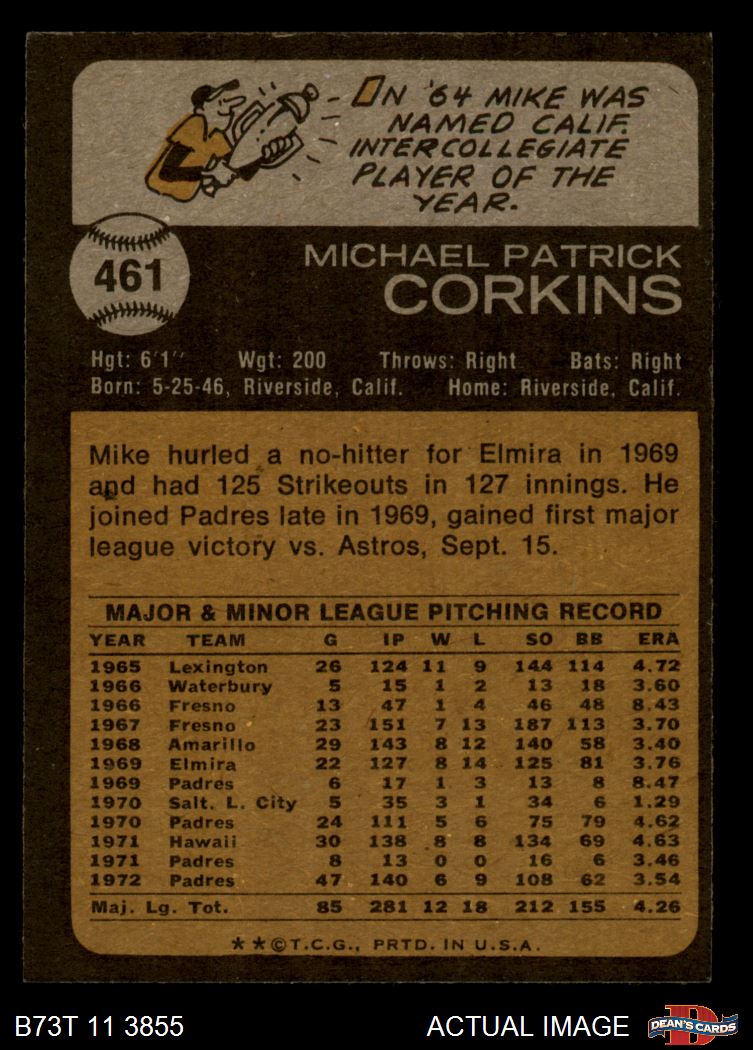 IN '64 MIKE WAS
NAMED CALIF.
INTERCOLLEGIATE
PLAYER OF THE
YEAR.
461
MICHAEL PATRICK
CORKINS
Hgt: 6'1" Wgt: 200 Throws: Right Bats: Right
Born: 5-25-46, Riverside, Calif. Home: Riverside, Calif.
Mike hurled a no-hitter for Elmira in 1969
and had 125 Strikeouts in 127 innings. He
joined Padres late in 1969, gained first major
league victory vs. Astros, Sept. 15.
MAJOR & MINOR LEAGUE PITCHING RECORD
YEAR TEAM G IP W L SO BB ERA
1965 Lexington 26 124 11 9 144 114 4.72
1966 Waterbury 5 15 1 2 13 18 3.60
1966 Fresno 13 47 1 4 46 48 8.43
1967 Fresno 23 151 7 13 187 113 3.70
1968 Amarillo 29 143 8 12 140 58 3.40
1969 Elmira 22 127 8 14 125 81 3.76
1969 Padres 6 17 1 3 13 8 8.47
1970 Salt. L. City 5 35 3 1 34 6 1.29
1970 Padres 24 111 5 6 75 79 4.62
1971 Hawaii 30 138 8 8 134 69 4.63
1971 Padres 8 13 0 0 16 6 3.46
1972 Padres 47 140 6 9 108 62 3.54
Maj. Lg. Tot. 85 281 12 18 212 155 4.26
**©T.C.G., PRTD. IN U.S.A.
B73T 11 3855 ACTUAL IMAGE
DEAN'S CARDS